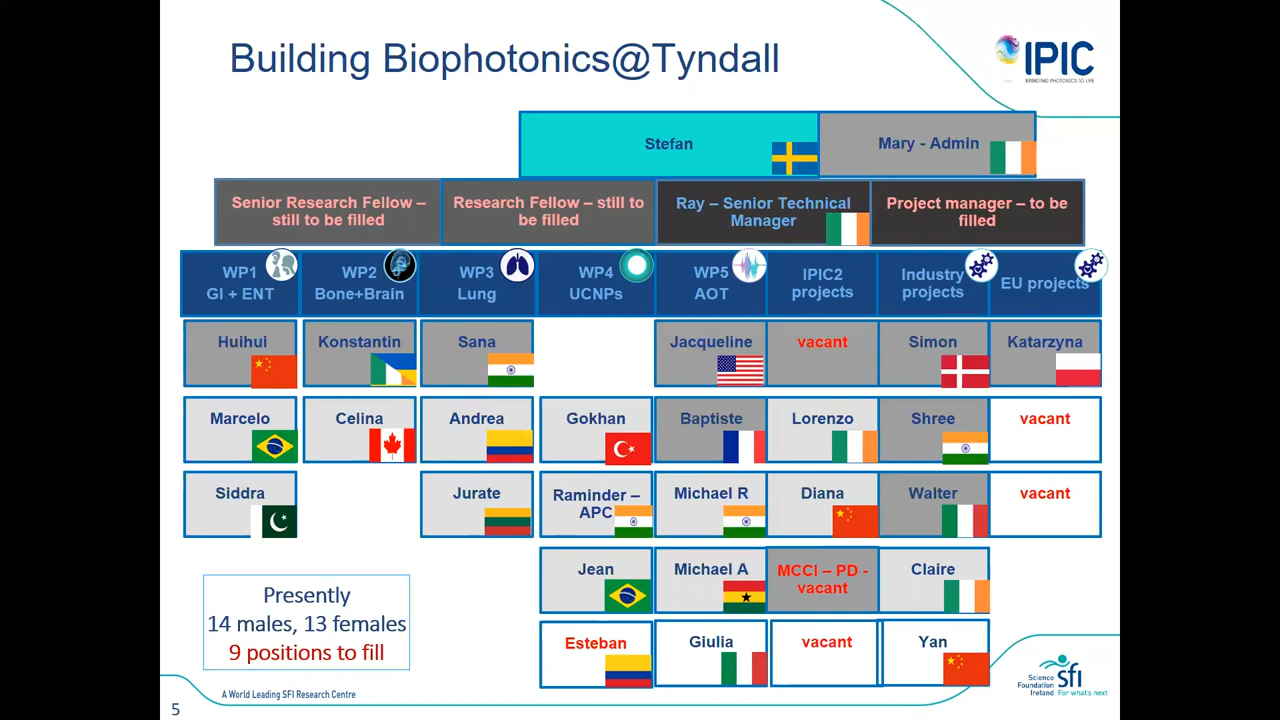 Building Biophotonics@Tyndall
IPIC
BRINGING PHOTONICS TO LIFE
Stefan
Mary - Admin
Senior Research Fellow –
still to be filled
Research Fellow – still to
be filled
Ray – Senior Technical
Manager
Project manager – to be
filled
WP1
GI + ENT
WP2
Bone+Brain
WP3
Lung
WP4
UCNPs
WP5
AOT
IPIC2
projects
Industry
projects
EU projects
Huihui
Konstantin
Sana
Jacqueline
vacant
Simon
Katarzyna
Marcelo
Celina
Andrea
Gokhan
Baptiste
Lorenzo
Shree
vacant
Siddra
Jurate
Raminder –
APC
Michael R
Diana
Walter
vacant
Jean
Michael A
MCCI – PD -
vacant
Claire
Esteban
Giulia
vacant
Yan
Presently
14 males, 13 females
9 positions to fill
A World Leading SFI Research Centre
Science
Foundation
Ireland
sfi
For what's next
5